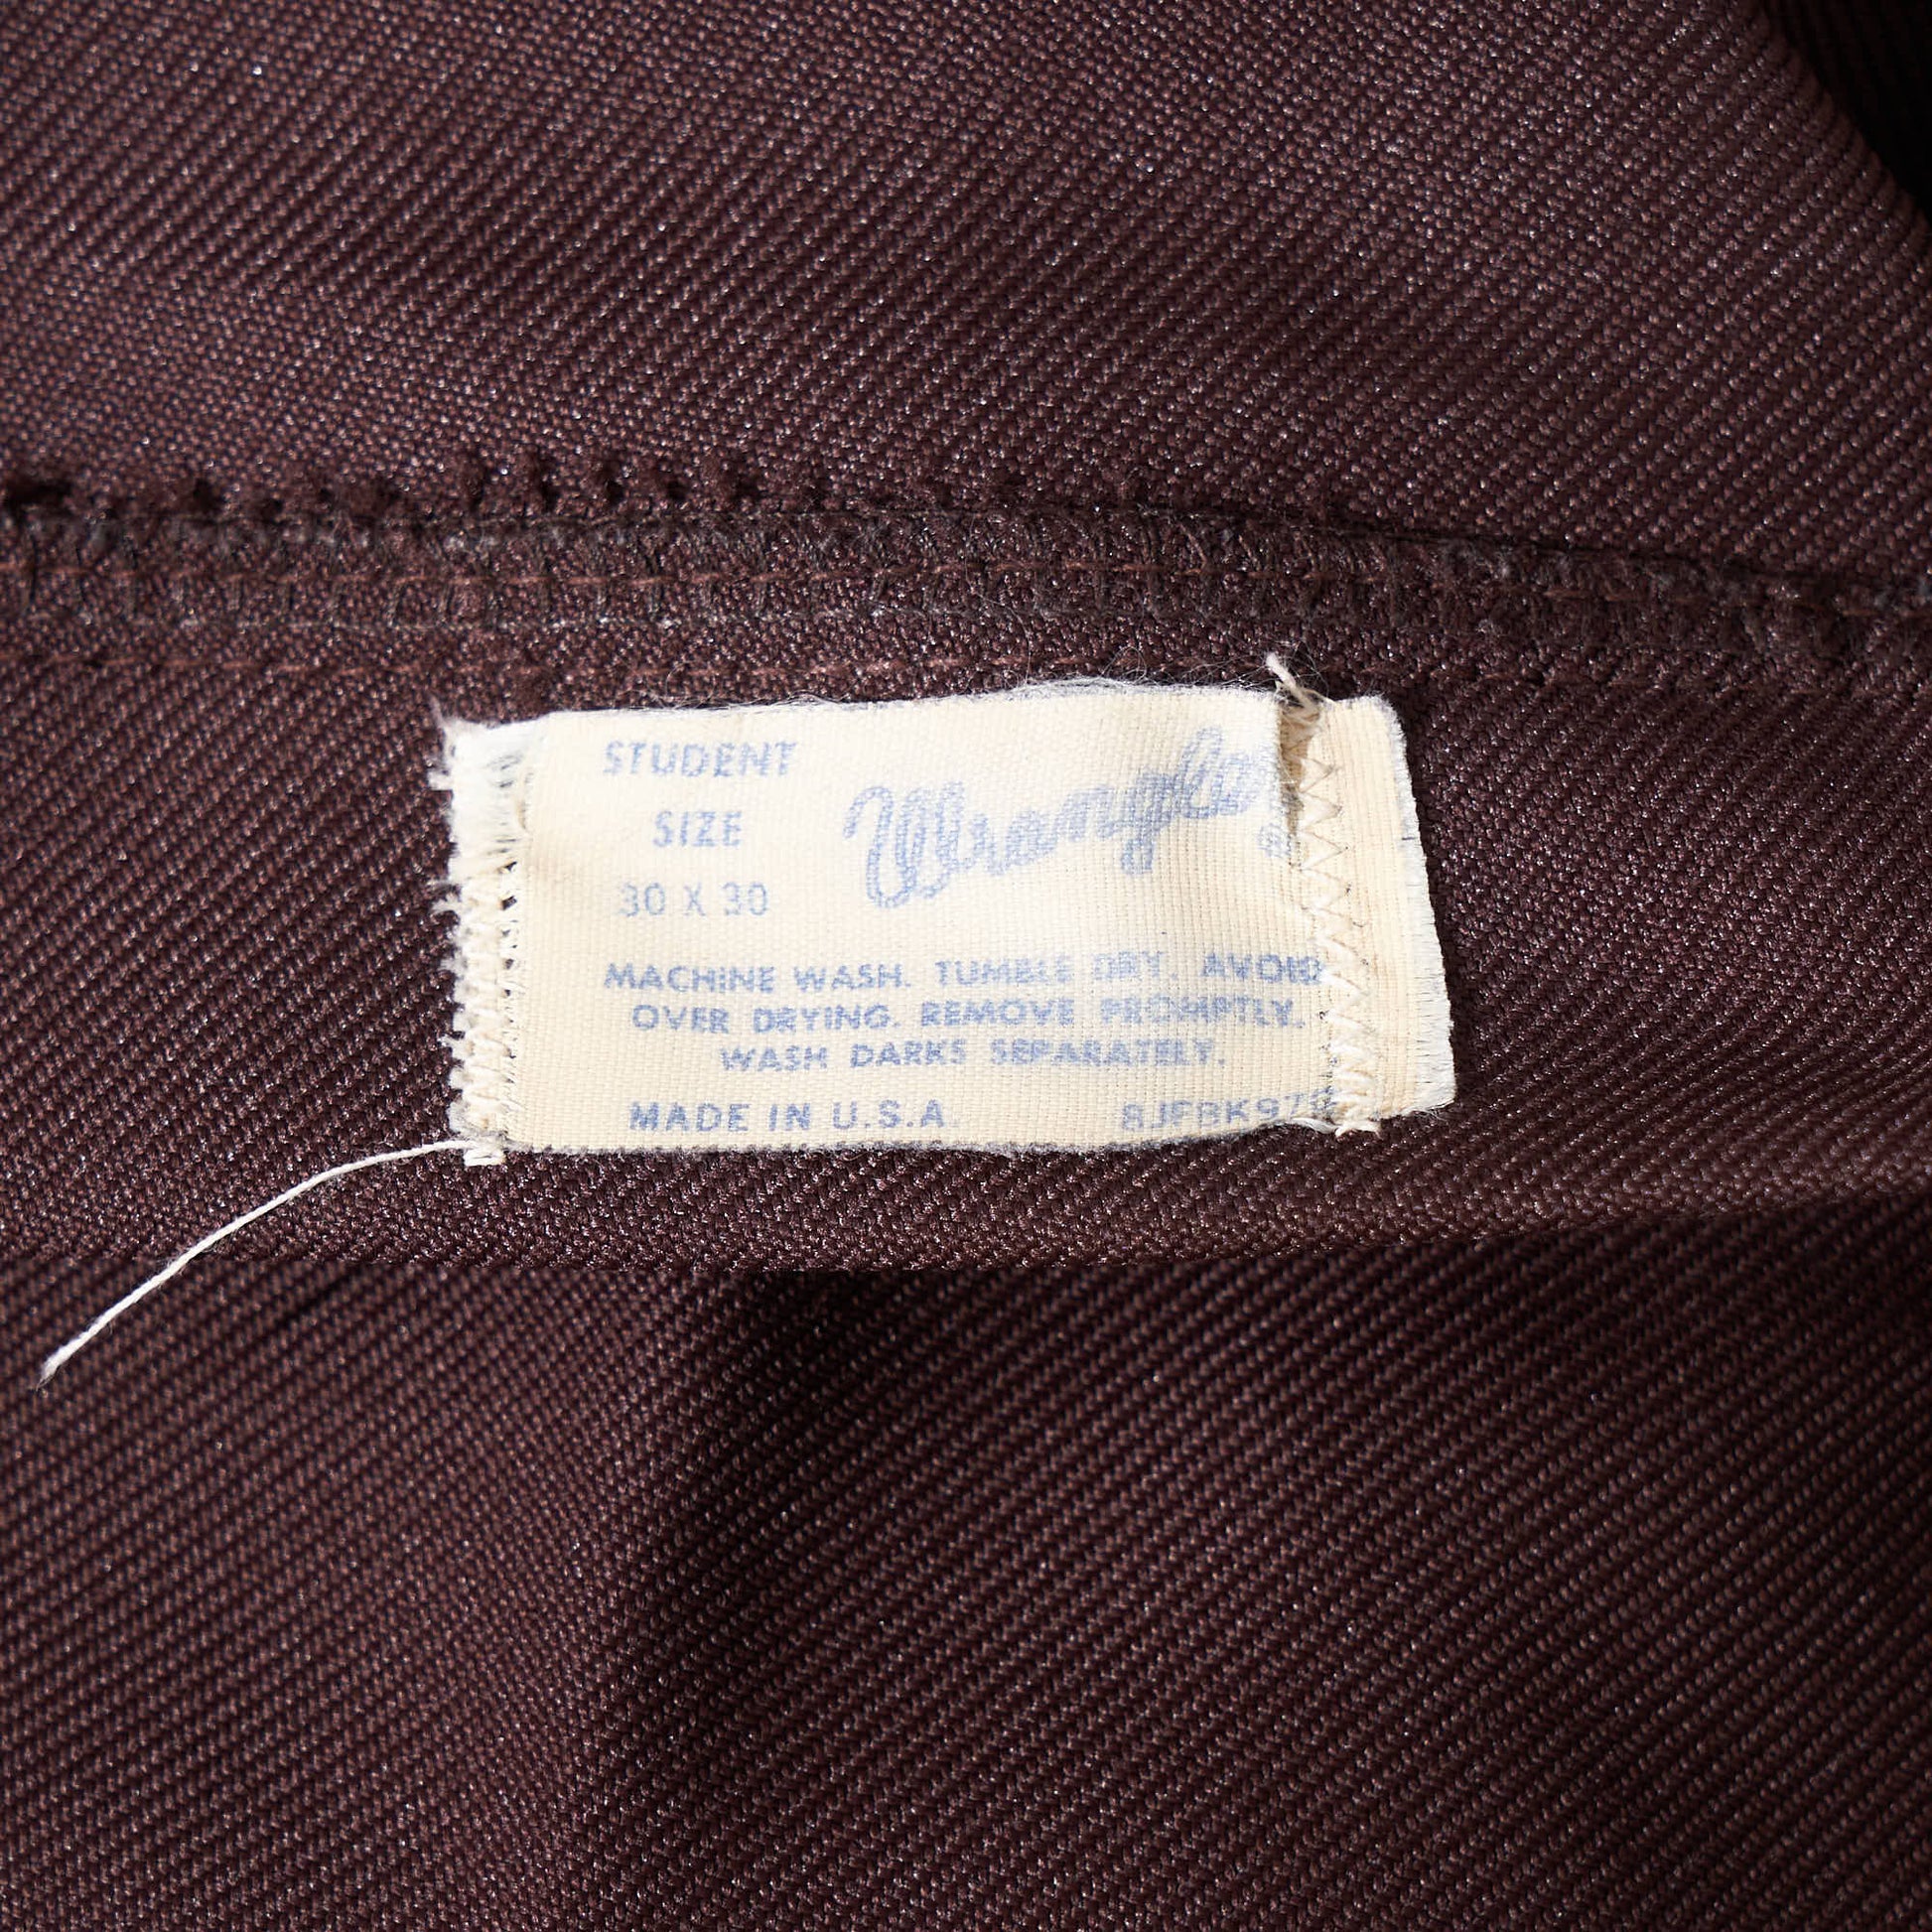 STUDENT
SIZE
30 X 30
Wrangler
MACHINE WASH. TUMBLE DRY. AVOID
OVER DRYING. REMOVE PROMPTLY.
WASH DARKS SEPARATELY.
MADE IN U.S.A.